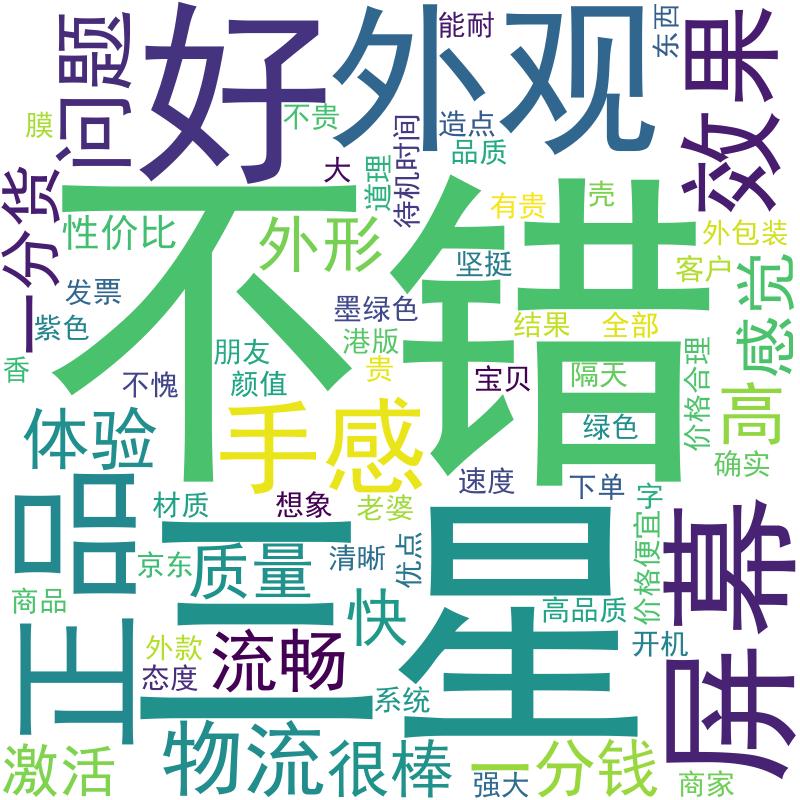 不错
三星
好
外观
效果
问题
一分货
屏幕
正品
手感
外形
体验
质量
流畅
物流
很棒
快
一分钱
激活
感觉
高
性价比
能耐
东西
膜
不贵
造点
品质
大
道理
待机时间
有贵
壳
外包装
客户
坚挺
发票
紫色
香
墨绿色
港版
结果
全部
朋友
贵
不愧
颜值
宝贝
隔天
价格合理
绿色
确实
速度
下单
字
材质
想象
老婆
京东
清晰
优点
价格便宜
商品
高品质
外款
态度
开机
系统
强大
商家